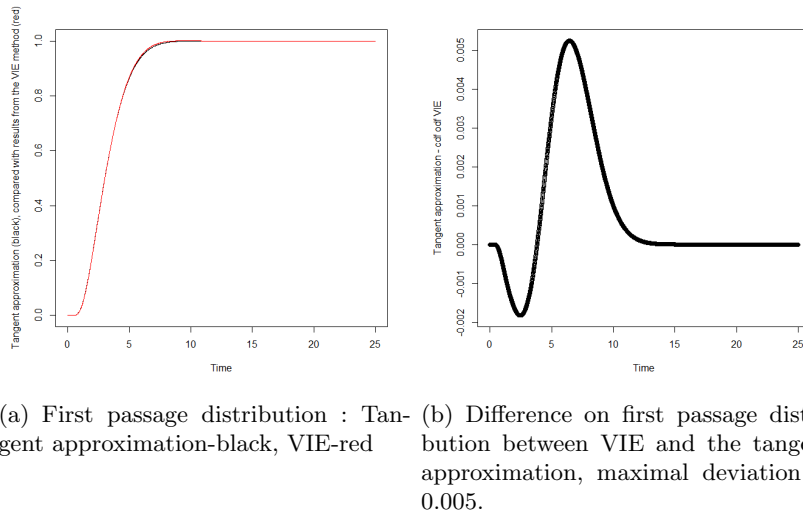 Tangent approximation (black), compared with results from the VIE method (red)
1.0
0.8
0.6
0.4
0.2
0.0
0 5 10 15 20 25
Time
Tangent approximation - cdf odf VIE
0.005
0.004
0.003
0.002
0.001
0.000
-0.001
-0.002
0 5 10 15 20 25
Time
(a) First passage distribution : Tan-
gent approximation-black, VIE-red
(b) Difference on first passage dist
bution between VIE and the tange
approximation, maximal deviation
0.005.